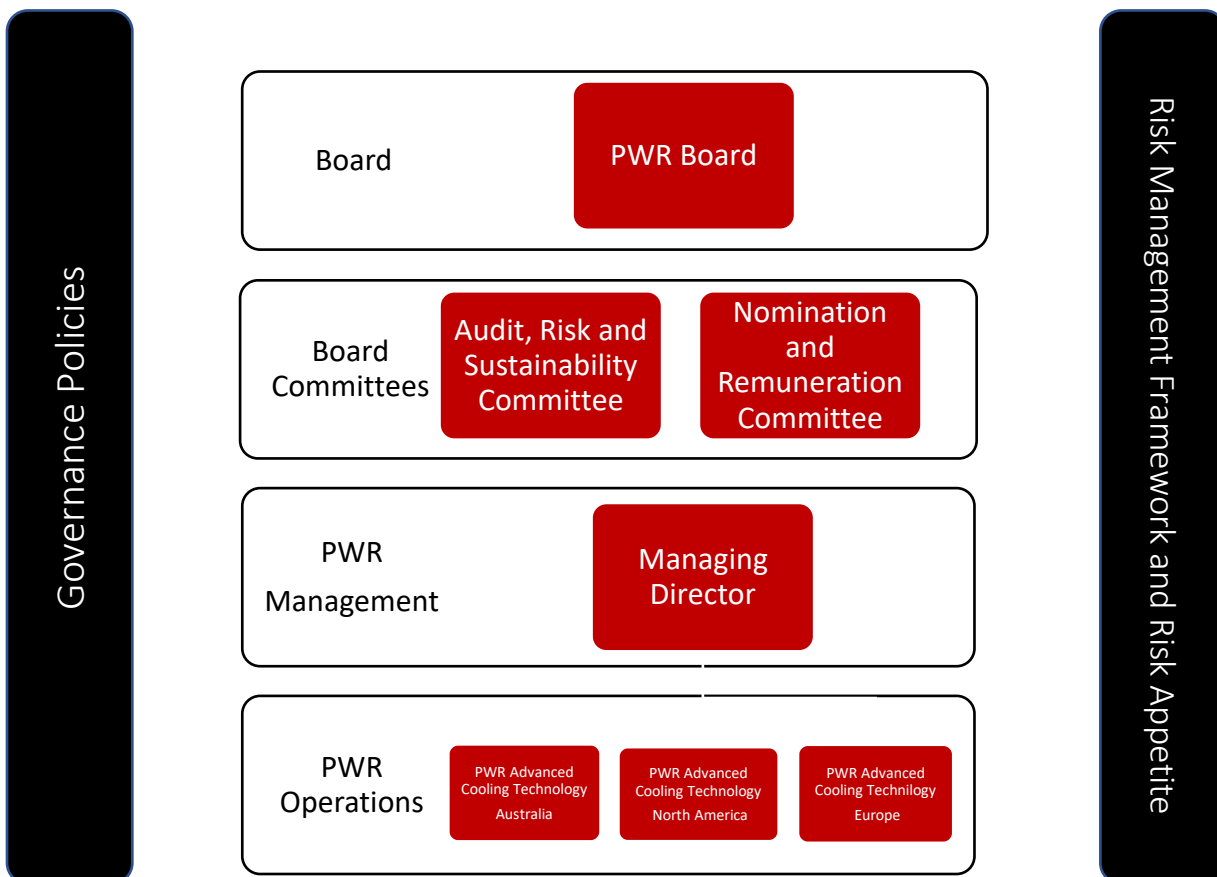 Governance Policies
Board
PWR Board
Board
Committees
Audit, Risk and
Sustainability
Committee
Nomination
and
Remuneration
Committee
PWR
Management
Managing
Director
PWR
Operations
PWR Advanced
Cooling Technology
Australia
PWR Advanced
Cooling Technology
North America
PWR Advanced
Cooling Technilogy
Europe
Risk Management Framework and Risk Appetite